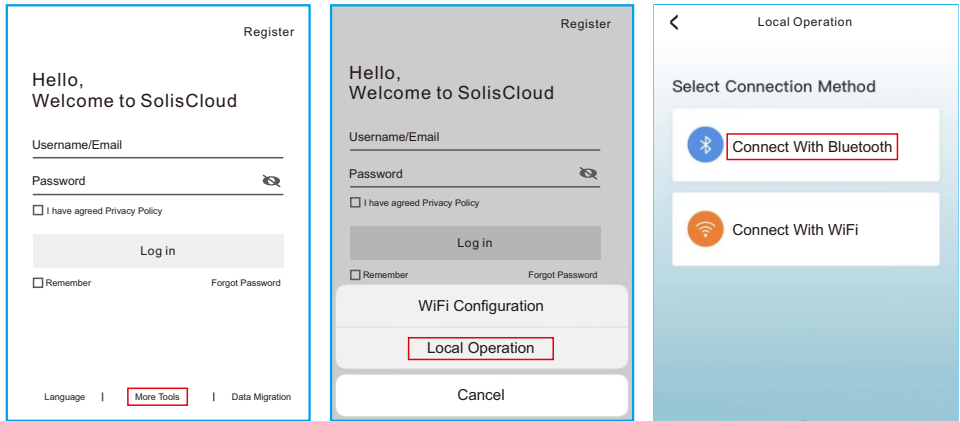 Register
Hello,
Welcome to SolisCloud
Username/Email
Password
I have agreed Privacy Policy
Log in
Remember Forgot Password
Language | More Tools | Data Migration
Register
Hello,
Welcome to SolisCloud
Username/Email
Password
I have agreed Privacy Policy
Log in
Remember Forgot Password
WiFi Configuration
Local Operation
Cancel
Local Operation
Select Connection Method
Connect With Bluetooth
Connect With WiFi